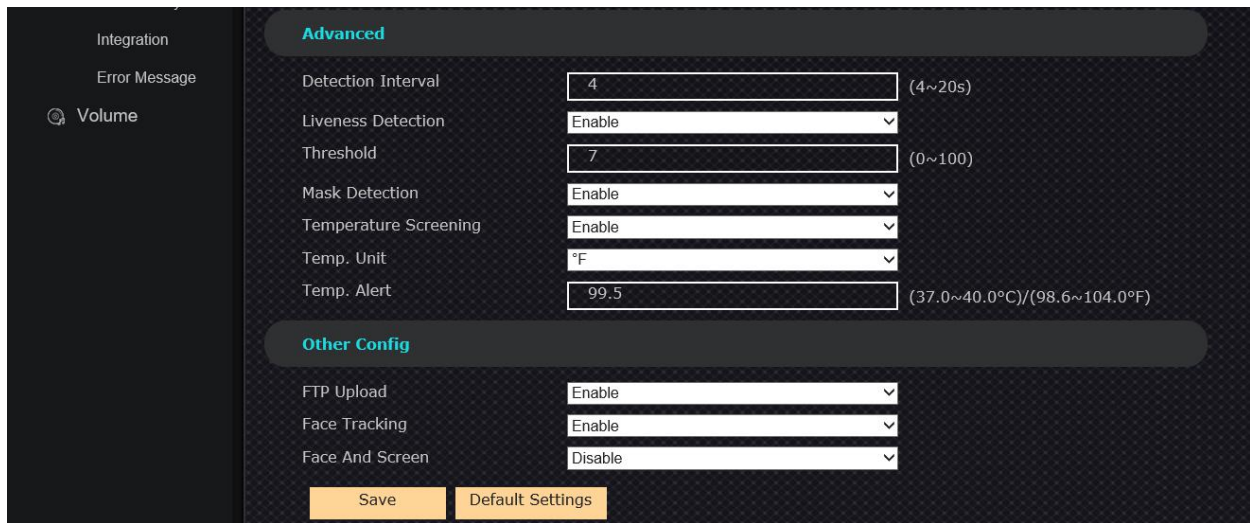 Integration
Error Message
Volume
Advanced
Detection Interval 4 (4~20s)
Liveness Detection Enable
Threshold 7 (0~100)
Mask Detection Enable
Temperature Screening Enable
Temp. Unit °F
Temp. Alert 99.5 (37.0~40.0°C)/(98.6~104.0°F)
Other Config
FTP Upload Enable
Face Tracking Enable
Face And Screen Disable
Save Default Settings